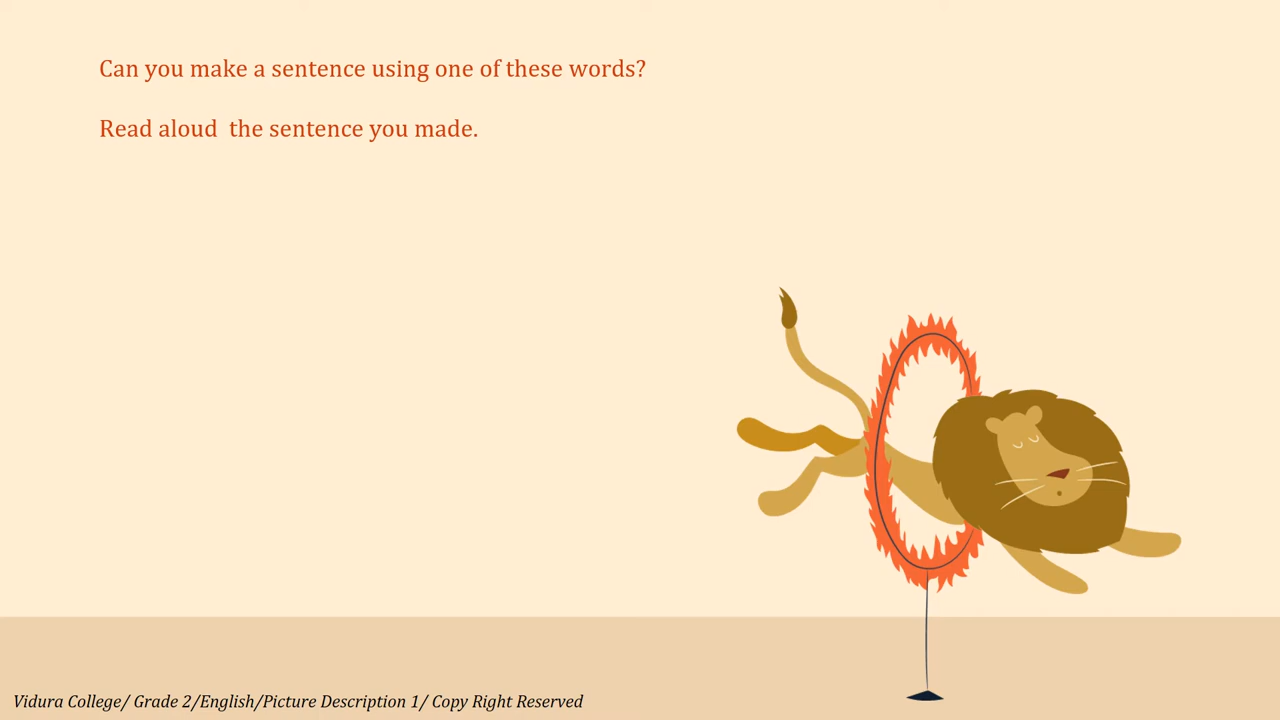 Can you make a sentence using one of these words?
Read aloud  the sentence you made.
Vidura College/ Grade 2/English/Picture Description 1/ Copy Right Reserved